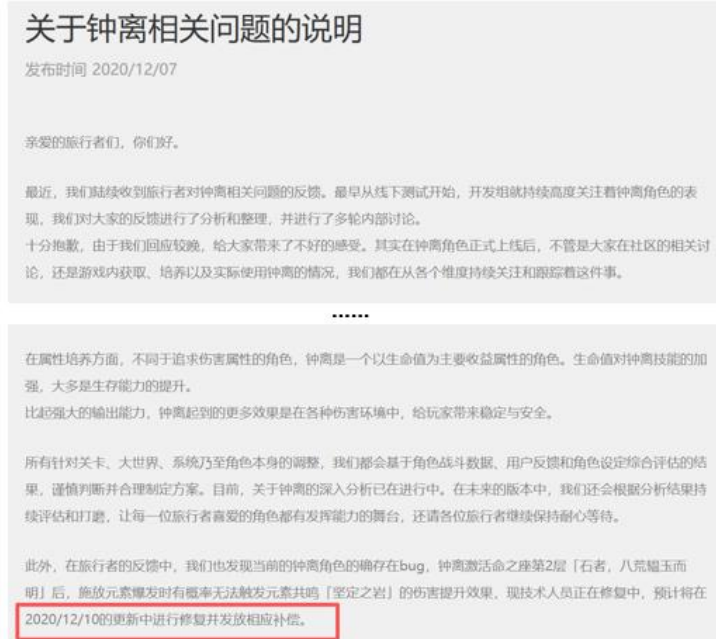 关于钟离相关问题的说明
发布时间 2020/12/07
亲爱的旅行者们，你们好。
最近，我们陆续收到旅行者对钟离相关问题的反馈。最早从线下测试开始，开发组就持续高度关注着钟离角色的表
现，我们对大家的反馈进行了分析和整理，并进行了多轮内部讨论。
十分抱歉，由于我们回应较晚，给大家带来了不好的感受。其实在钟离角色正式上线后，不管是大家在社区的相关讨
论，还是游戏内获取、培养以及实际使用钟离的情况，我们都在从各个维度持续关注和跟踪着这件事。
......
在属性培养方面，不同于追求伤害属性的角色，钟离是一个以生命值为主要收益属性的角色。生命值对钟离技能的加
强，大多是生存能力的提升。
比起强大的输出能力，钟离起到的更多效果是在各种伤害环境中，给玩家带来稳定与安全。
所有针对关卡、大世界、系统乃至角色本身的调整，我们都会基于角色战斗数据、用户反馈和角色设定综合评估的结
果，谨慎判断并合理制定方案。目前，关于钟离的深入分析已在进行中。在未来的版本中，我们还会根据分析结果持
续评估和打磨，让每一位旅行者喜爱的角色都有发挥能力的舞台，还请各位旅行者继续保持耐心等待。
此外，在旅行者的反馈中，我们也发现当前的钟离角色的确存在bug，钟离激活命之座第2层「石者，八荒韫玉而
明」后，施放元素爆发时有概率无法触发元素共鸣「坚定之岩」的伤害提升效果，现技术人员正在修复中，预计将在
2020/12/10的更新中进行修复并发放相应补偿。